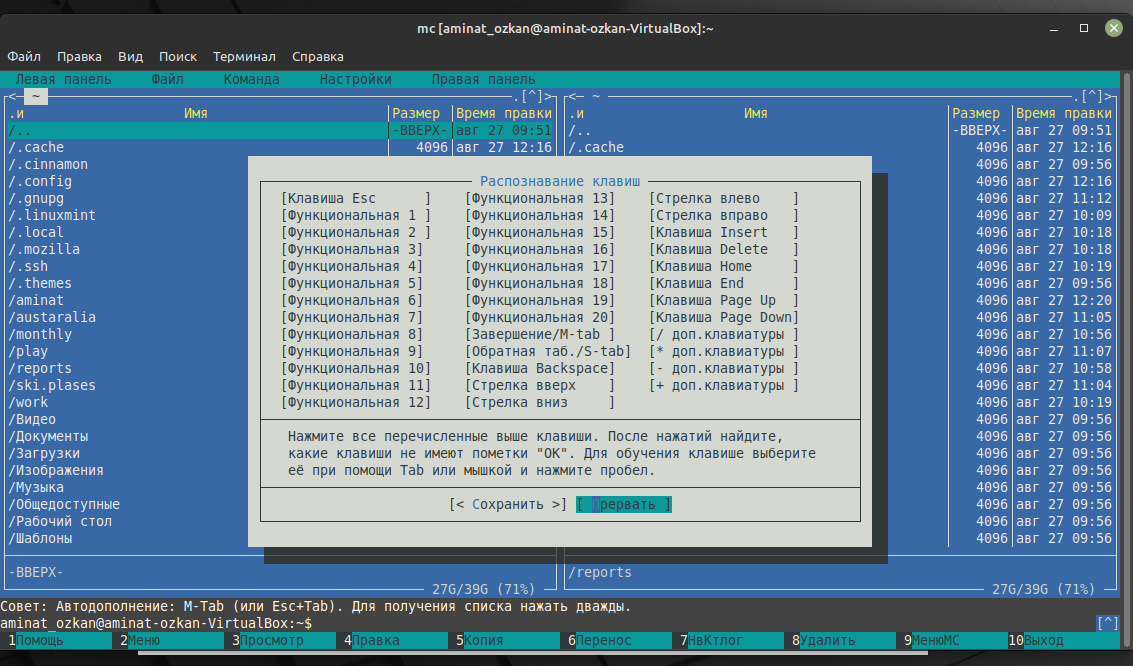 mc [aminat_ozkan@aminat-ozkan-VirtualBox]:~
Файл Правка Вид Поиск Терминал Справка
Левая панель Файл Команда Настройки Правая панель
<─ ~ .[^]> <─ ~ .[^]>
.и Имя Размер Время правки .и Имя Размер Время правки
/.. -ВВЕРХ- авг 27 09:51 /.. -ВВЕРХ- авг 27 09:51
/.cache 4096 авг 27 12:16 /.cache 4096 авг 27 12:16
/.cinnamon 4096 авг 27 09:56
/.config Распознавание клавиш 4096 авг 27 12:16
/.gnupg [Клавиша Esc ] [Функциональная 13] [Стрелка влево ] 4096 авг 27 11:12
/.linuxmint [Функциональная 1 ] [Функциональная 14] [Стрелка вправо ] 4096 авг 27 10:09
/.local [Функциональная 2 ] [Функциональная 15] [Клавиша Insert ] 4096 авг 27 10:18
/.mozilla [Функциональная 3] [Функциональная 16] [Клавиша Delete ] 4096 авг 27 10:18
/.ssh [Функциональная 4] [Функциональная 17] [Клавиша Home ] 4096 авг 27 10:19
/.themes [Функциональная 5] [Функциональная 18] [Клавиша End ] 4096 авг 27 09:56
/aminat [Функциональная 6] [Функциональная 19] [Клавиша Page Up ] 4096 авг 27 12:20
/austaralia [Функциональная 7] [Функциональная 20] [Клавиша Page Down] 4096 авг 27 11:05
/monthly [Функциональная 8] [Завершение/M-tab ] [/ доп.клавиатуры ] 4096 авг 27 10:56
/play [Функциональная 9] [Обратная таб./S-tab] [* доп.клавиатуры ] 4096 авг 27 11:07
/reports [Функциональная 10] [Клавиша Backspace] [- доп.клавиатуры ] 4096 авг 27 10:58
/ski.plases [Функциональная 11] [Стрелка вверх ] [+ доп.клавиатуры ] 4096 авг 27 11:04
/work [Функциональная 12] [Стрелка вниз ] 4096 авг 27 10:19
/Видео 4096 авг 27 09:56
/Документы Нажмите все перечисленные выше клавиши. После нажатий найдите, 4096 авг 27 09:56
/Загрузки какие клавиши не имеют пометки "OK". Для обучения клавише выберите 4096 авг 27 09:56
/Изображения её при помощи Tab или мышкой и нажмите пробел. 4096 авг 27 09:56
/Музыка 4096 авг 27 09:56
/Общедоступные [< Сохранить >] [ Прервать ] 4096 авг 27 09:56
/Рабочий стол 4096 авг 27 09:56
/Шаблоны 4096 авг 27 09:56
-ВВЕРХ- /reports
27G/39G (71%) 27G/39G (71%)
Совет: Автодополнение: M-Tab (или Esc+Tab). Для получения списка нажать дважды.
aminat_ozkan@aminat-ozkan-VirtualBox:~$ [^]
1Помощь 2Меню 3Просмотр 4Правка 5Копия 6Перенос 7НвКтлог 8Удалить 9МенюMC 10Выход